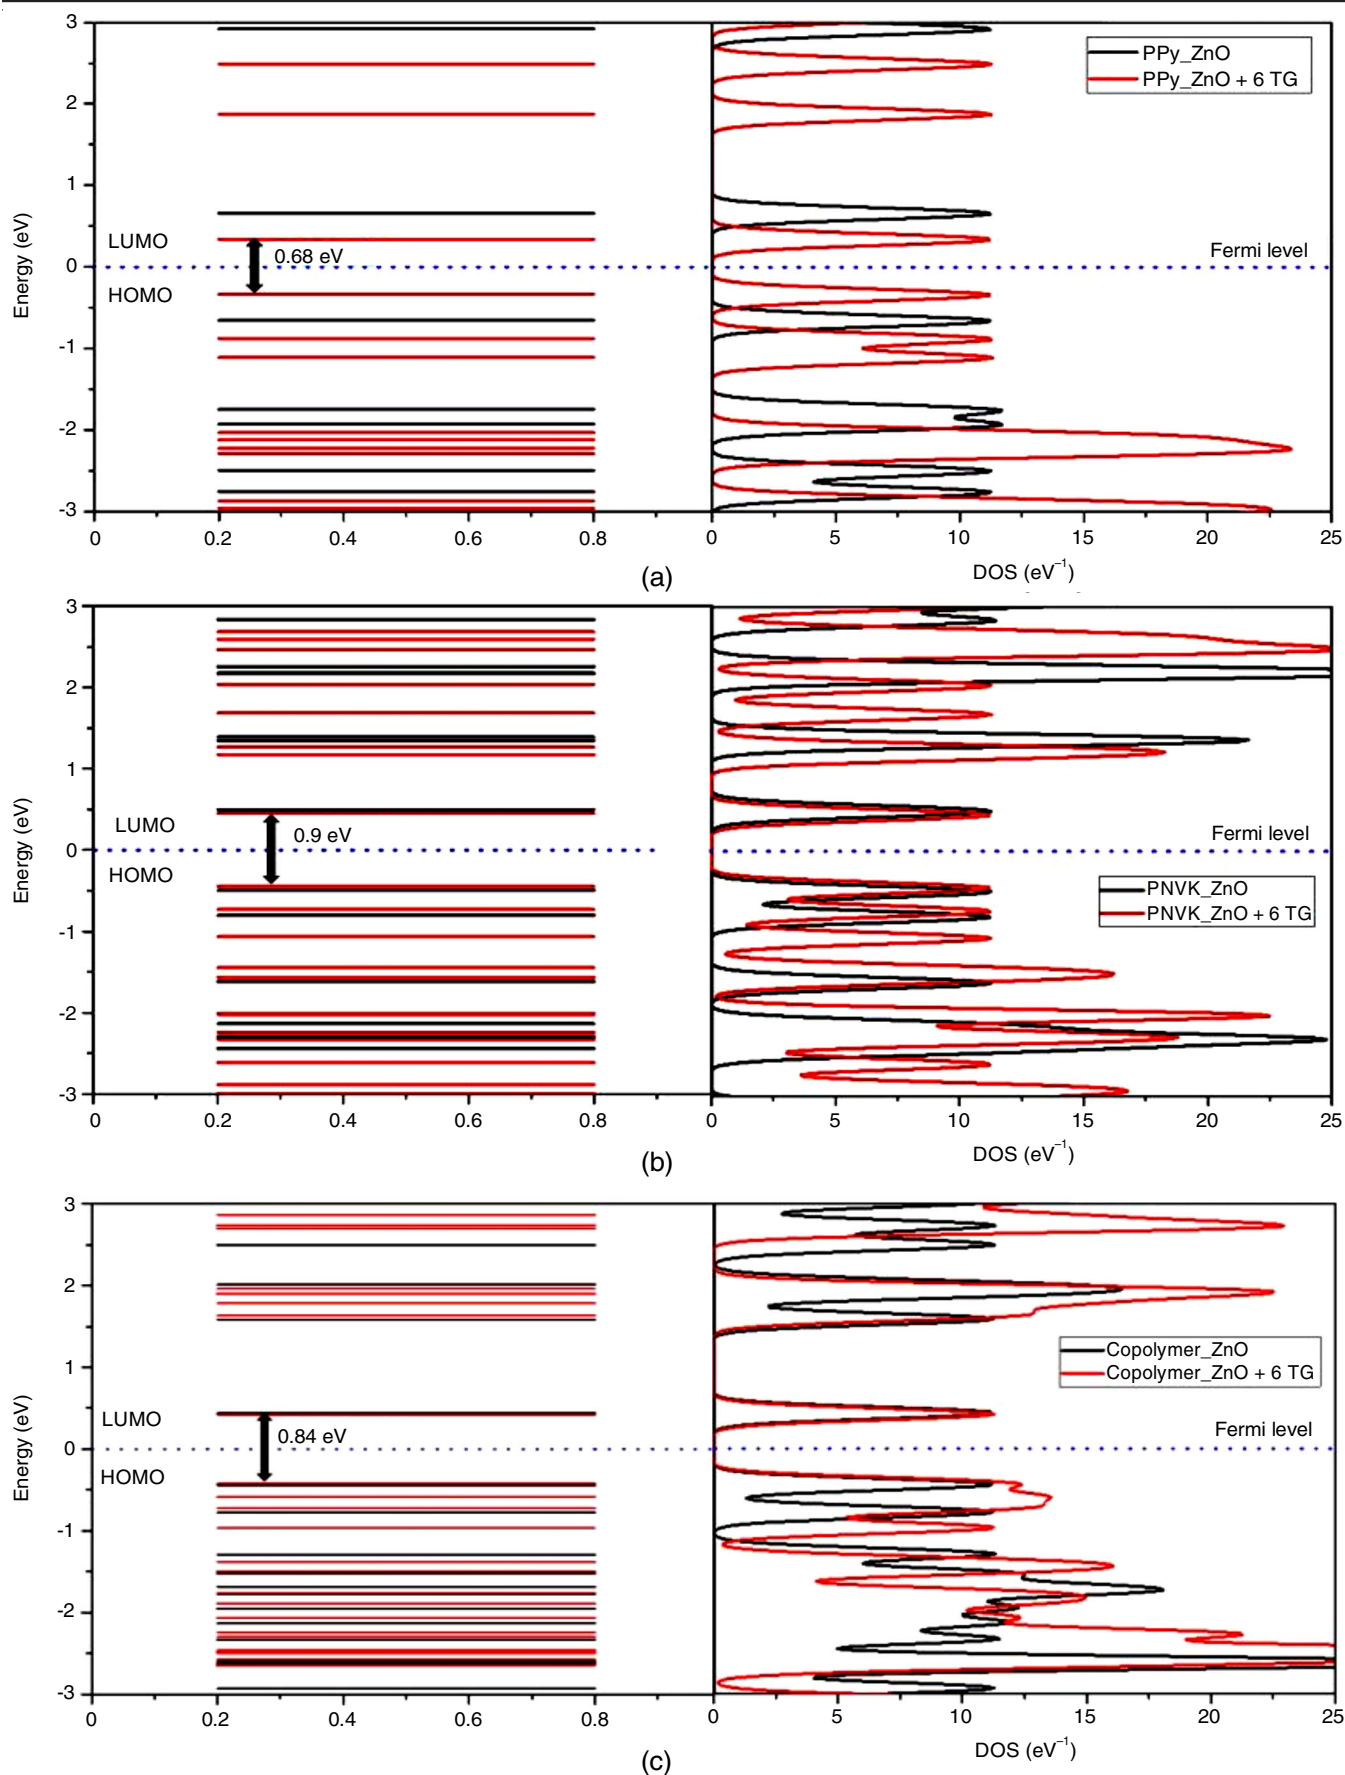 3
2
1
0
-1
-2
-3
Energy (eV)
LUMO
HOMO
0.68 eV
0 0.2 0.4 0.6 0.8
PPy_ZnO
PPy_ZnO + 6 TG
Fermi level
0 5 10 15 20 25
DOS (eV⁻¹)
(a)
3
2
1
0
-1
-2
-3
Energy (eV)
LUMO
HOMO
0.9 eV
0 0.2 0.4 0.6 0.8
Fermi level
PNVK_ZnO
PNVK_ZnO + 6 TG
0 5 10 15 20 25
DOS (eV⁻¹)
(b)
3
2
1
0
-1
-2
-3
Energy (eV)
LUMO
HOMO
0.84 eV
0 0.2 0.4 0.6 0.8
Copolymer_ZnO
Copolymer_ZnO + 6 TG
Fermi level
0 5 10 15 20 25
DOS (eV⁻¹)
(c)